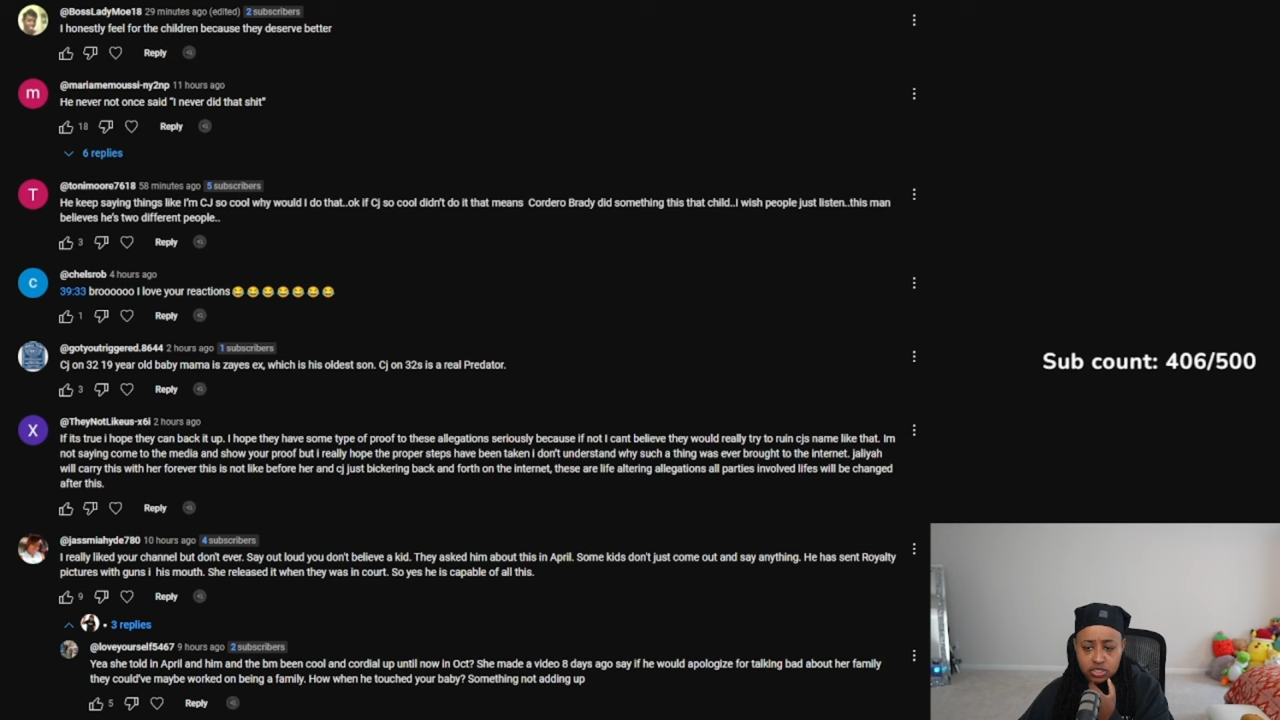 @BossLadyMoe18 29 minutes ago (edited) 2 subscribers
I honestly feel for the children because they deserve better
Reply
@mariamemoussi-ny2np 11 hours ago
m
He never not once said "I never did that shit"
18 Reply
6 replies
@tonimoore7618 58 minutes ago 5 subscribers
T
He keep saying things like I'm CJ so cool why would I do that..ok if Cj so cool didn't do it that means Cordero Brady did something this that child..I wish people just listen..this man
believes he's two different people..
3 Reply
@chelsrob 4 hours ago
c
39:33 broooooo I love your reactions 😂 😂 😂 😂 😂 😂 😂
1 Reply
@gotyoutriggered.8644 2 hours ago 1 subscribers
Cj on 32 19 year old baby mama is zayes ex, which is his oldest son. Cj on 32s is a real Predator.
Sub count: 406/500
3 Reply
@TheyNotLikeus-x6i 2 hours ago
X
If its true i hope they can back it up. I hope they have some type of proof to these allegations seriously because if not I cant believe they would really try to ruin cjs name like that. Im
not saying come to the media and show your proof but i really hope the proper steps have been taken i don't understand why such a thing was ever brought to the internet. jaliyah
will carry this with her forever this is not like before her and cj just bickering back and forth on the internet, these are life altering allegations all parties involved lifes will be changed
after this.
Reply
@jassmiahyde780 10 hours ago 4 subscribers
I really liked your channel but don't ever. Say out loud you don't believe a kid. They asked him about this in April. Some kids don't just come out and say anything. He has sent Royalty
pictures with guns i his mouth. She released it when they was in court. So yes he is capable of all this.
9 Reply
3 replies
@loveyourself5467 9 hours ago 2 subscribers
Yea she told in April and him and the bm been cool and cordial up until now in Oct? She made a video 8 days ago say if he would apologize for talking bad about her family
they could've maybe worked on being a family. How when he touched your baby? Something not adding up
5 Reply